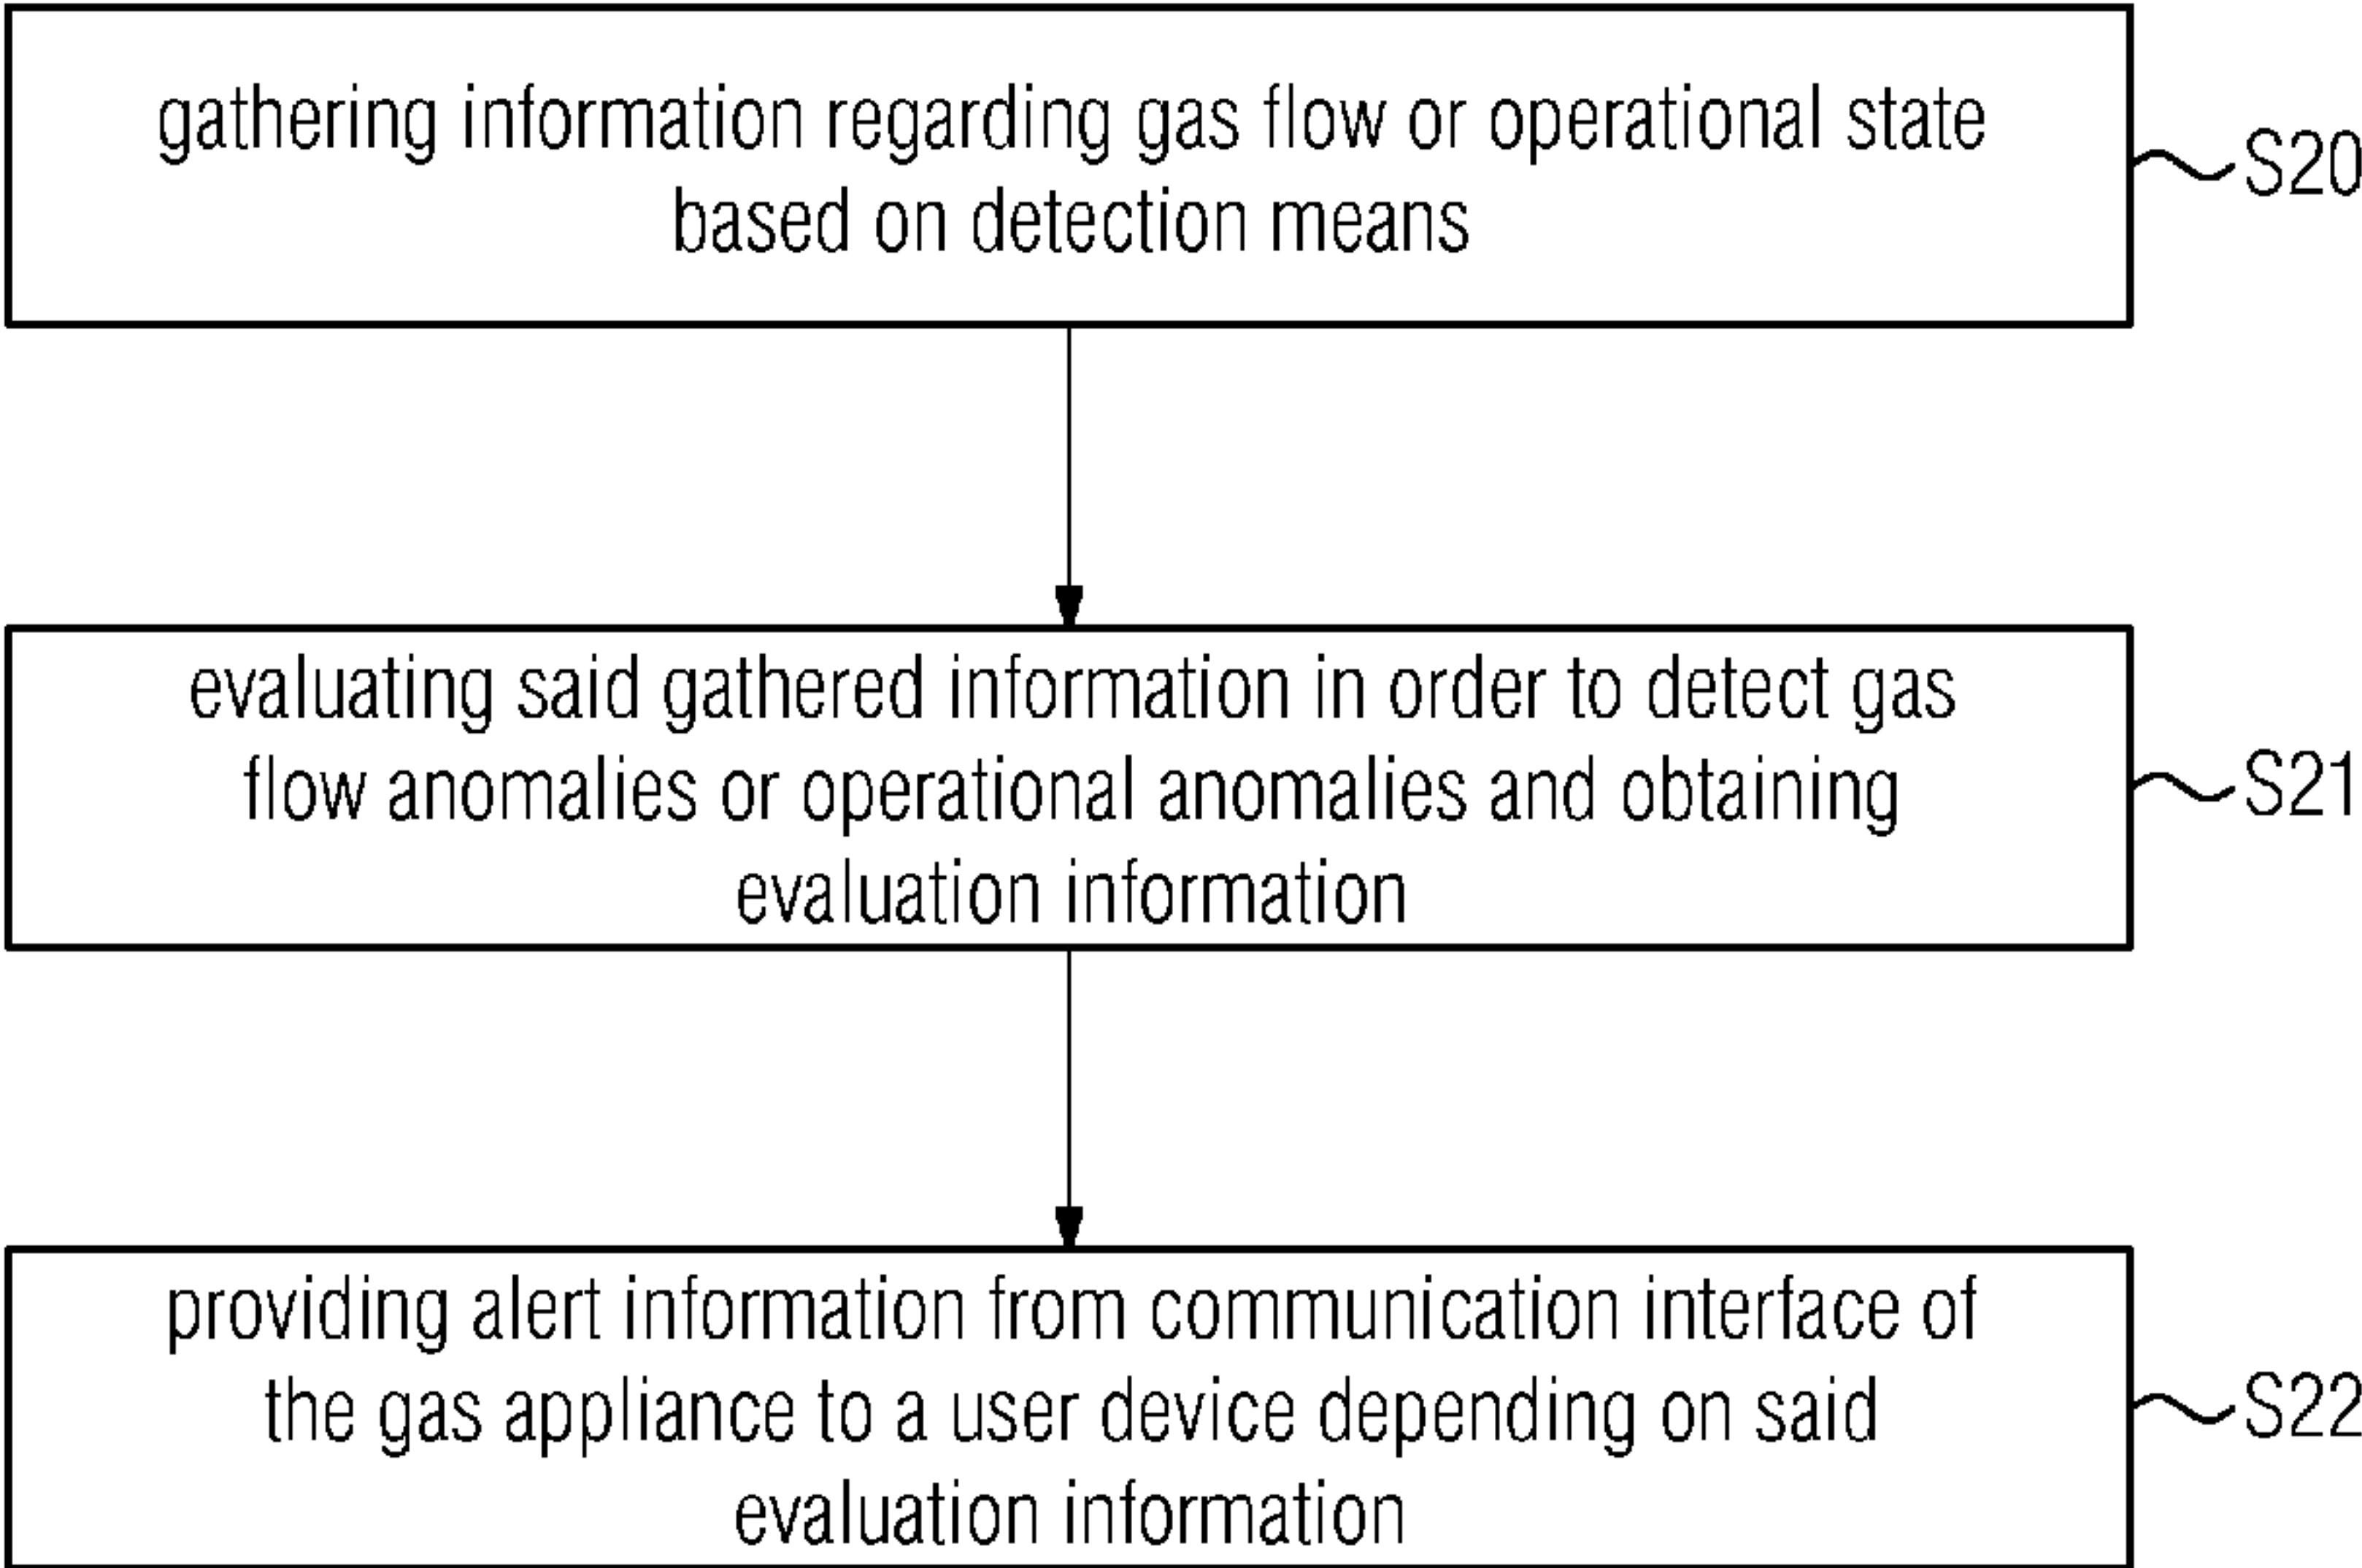 gathering information regarding gas flow or operational state
based on detection means
S20
evaluating said gathered information in order to detect gas
flow anomalies or operational anomalies and obtaining
evaluation information
S21
providing alert information from communication interface of
the gas appliance to a user device depending on said
evaluation information
S22